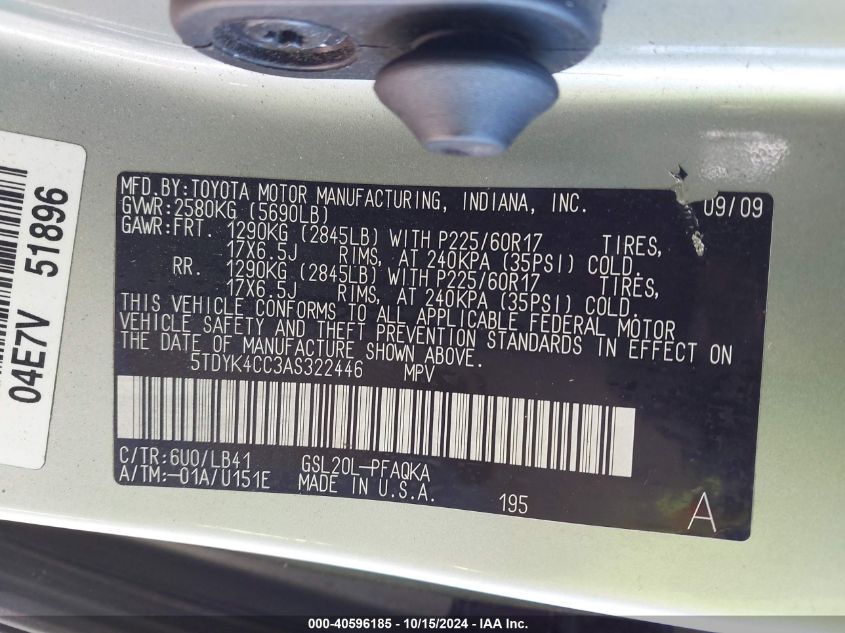 MFD.BY:TOYOTA MOTOR MANUFACTURING, INDIANA, INC. 09/09
GVWR:2580KG (5690LB)
GAWR:FRT. 1290KG (2845LB) WITH P225/60R17 TIRES,
17X6.5J RIMS, AT 240KPA (35PSI) COLD.
RR. 1290KG (2845LB) WITH P225/60R17 TIRES,
17X6.5J RIMS, AT 240KPA (35PSI) COLD.
THIS VEHICLE CONFORMS TO ALL APPLICABLE FEDERAL MOTOR
VEHICLE SAFETY AND THEFT PREVENTION STANDARDS IN EFFECT ON
THE DATE OF MANUFACTURE SHOWN ABOVE.
5TDYK4CC3AS322446 MPV
C/TR:6U0/LB41 GSL20L-PFAQKA
A/TM:-01A/U151E MADE IN U.S.A.
195
A
04E7V 51896
000-40596185 - 10/15/2024 - IAA Inc.